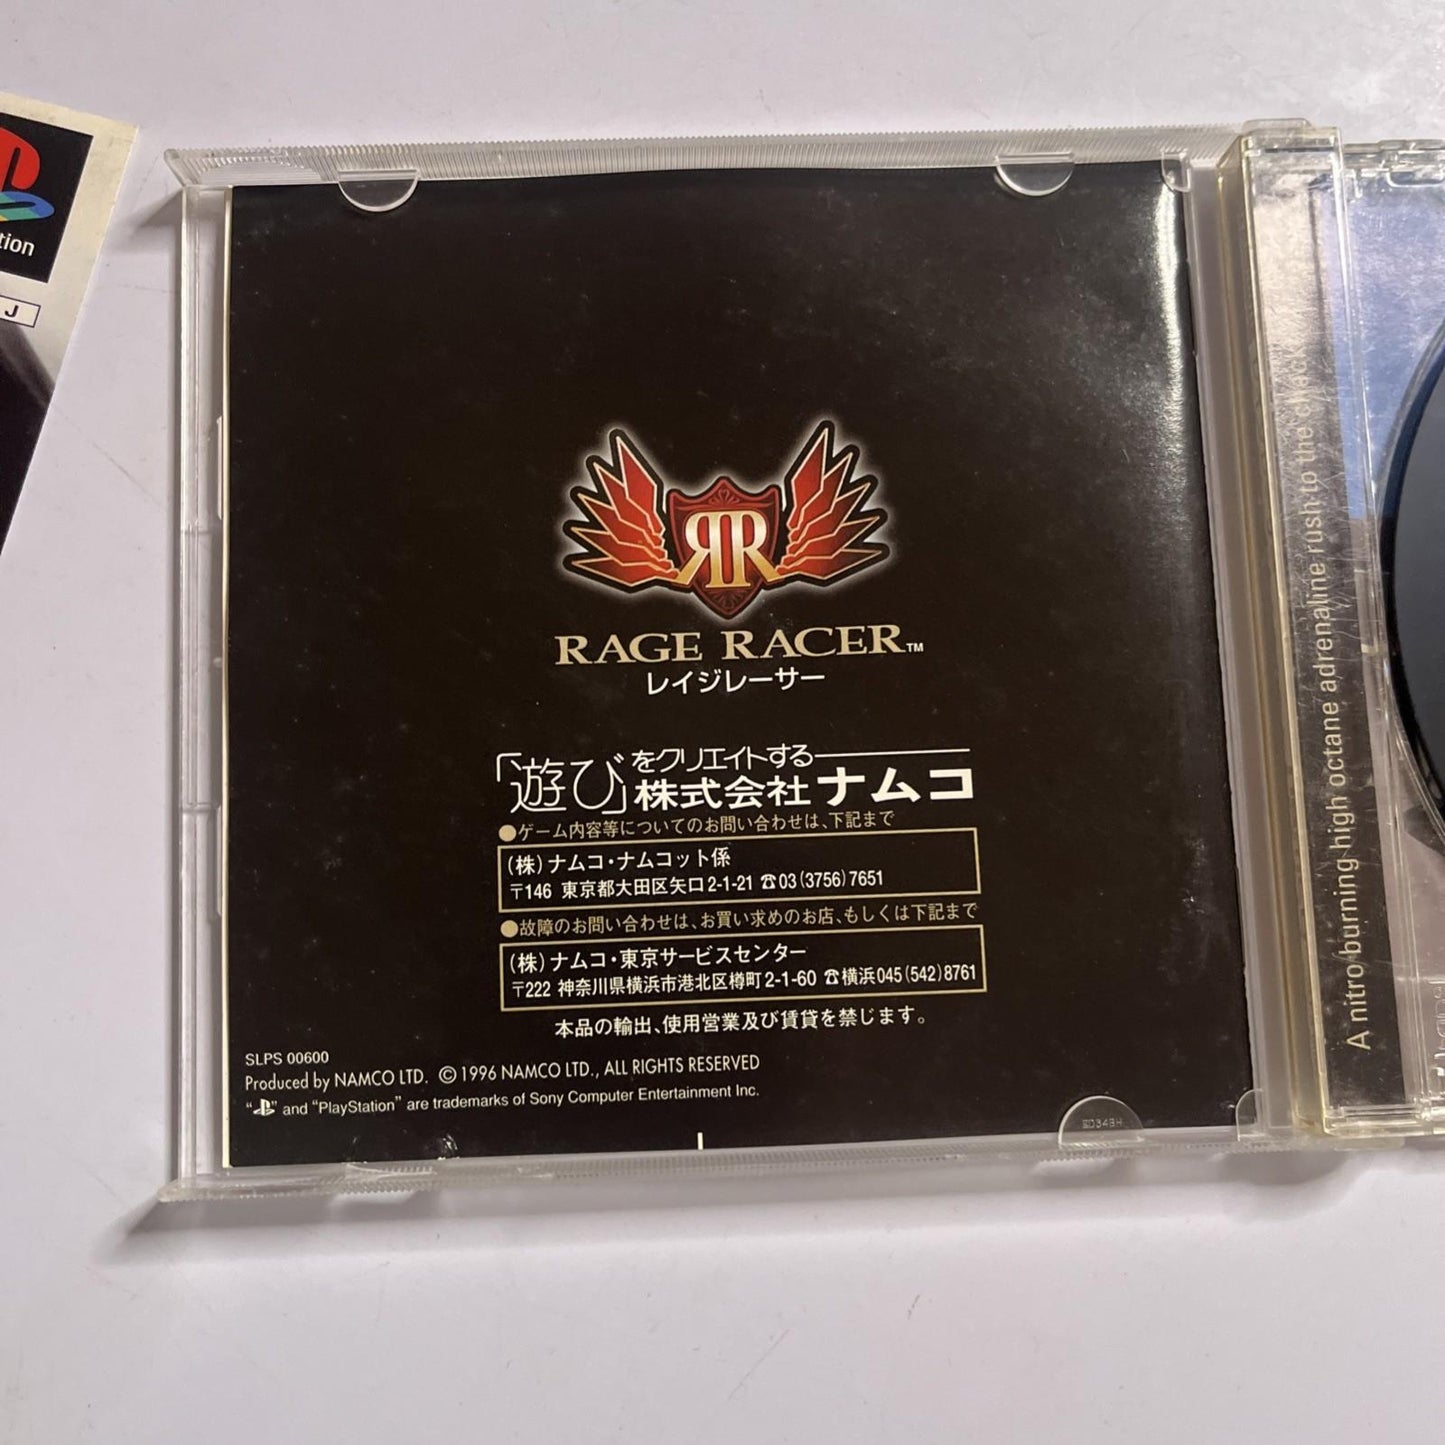 J
RR
RAGE RACER™
レイジレーサー
「遊び」をクリエイトする
株式会社ナムコ
●ゲーム内容等についてのお問い合わせは、下記まで
(株)ナムコ・ナムコット係
〒146 東京都大田区矢口2-1-21 ☎03(3756)7651
●故障のお問い合わせは、お買い求めのお店、もしくは下記まで
(株)ナムコ・東京サービスセンター
〒222 神奈川県横浜市港北区樽町2-1-60 ☎横浜045(542)8761
本品の輸出、使用営業及び賃貸を禁じます。
SLPS 00600
Produced by NAMCO LTD. ©1996 NAMCO LTD., ALL RIGHTS RESERVED
“ ” and “PlayStation” are trademarks of Sony Computer Entertainment Inc.
A nitro burning high octane adrenaline rush to the